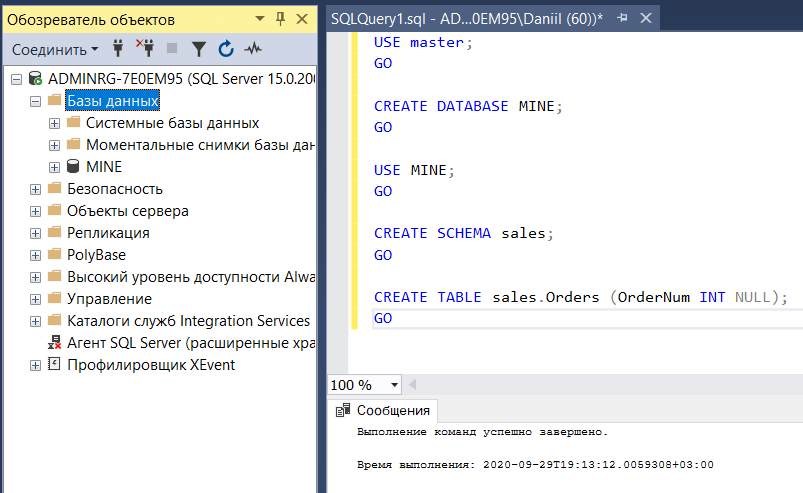 Обозреватель объектов
Соединить
ADMINRG-7E0EM95 (SQL Server 15.0.200
Базы данных
Системные базы данных
Моментальные снимки базы дан
MINE
Безопасность
Объекты сервера
Репликация
PolyBase
Высокий уровень доступности Alwa
Управление
Каталоги служб Integration Services
Агент SQL Server (расширенные хра
Профилировщик XEvent
SQLQuery1.sql - AD...0EM95\Daniil (60))*
USE master;
GO
CREATE DATABASE MINE;
GO
USE MINE;
GO
CREATE SCHEMA sales;
GO
CREATE TABLE sales.Orders (OrderNum INT NULL);
GO
100 %
Сообщения
Выполнение команд успешно завершено.
Время выполнения: 2020-09-29T19:13:12.0059308+03:00